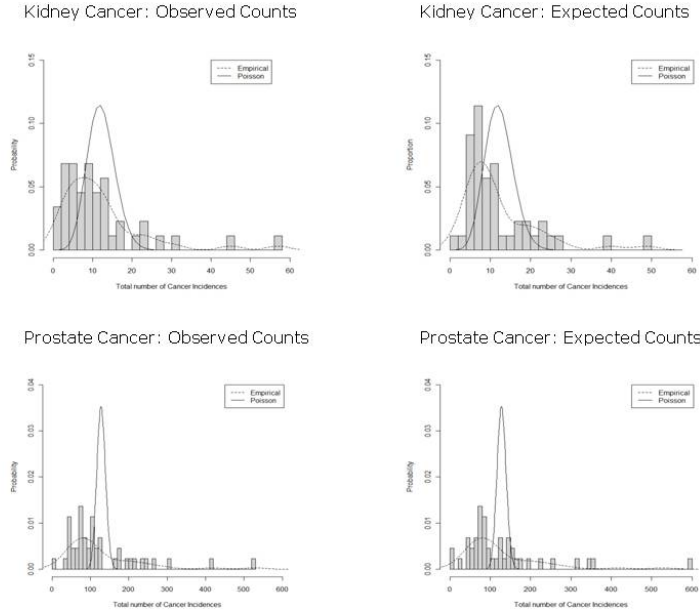 Kidney Cancer: Observed Counts
Kidney Cancer: Expected Counts
0.15
0.10
0.05
0.00
Probability
Empirical
Poisson
0 10 20 30 40 50 60
Total number of Cancer Incidences
0.15
0.10
0.05
0.00
Proportion
Empirical
Poisson
0 10 20 30 40 50 60
Total number of Cancer Incidences
Prostate Cancer: Observed Counts
Prostate Cancer: Expected Counts
0.04
0.03
0.02
0.01
0.00
Probability
Empirical
Poisson
0 100 200 300 400 500 600
Total number of Cancer Incidences
0.04
0.03
0.02
0.01
0.00
Probability
Empirical
Poisson
0 100 200 300 400 500 600
Total number of Cancer Incidences